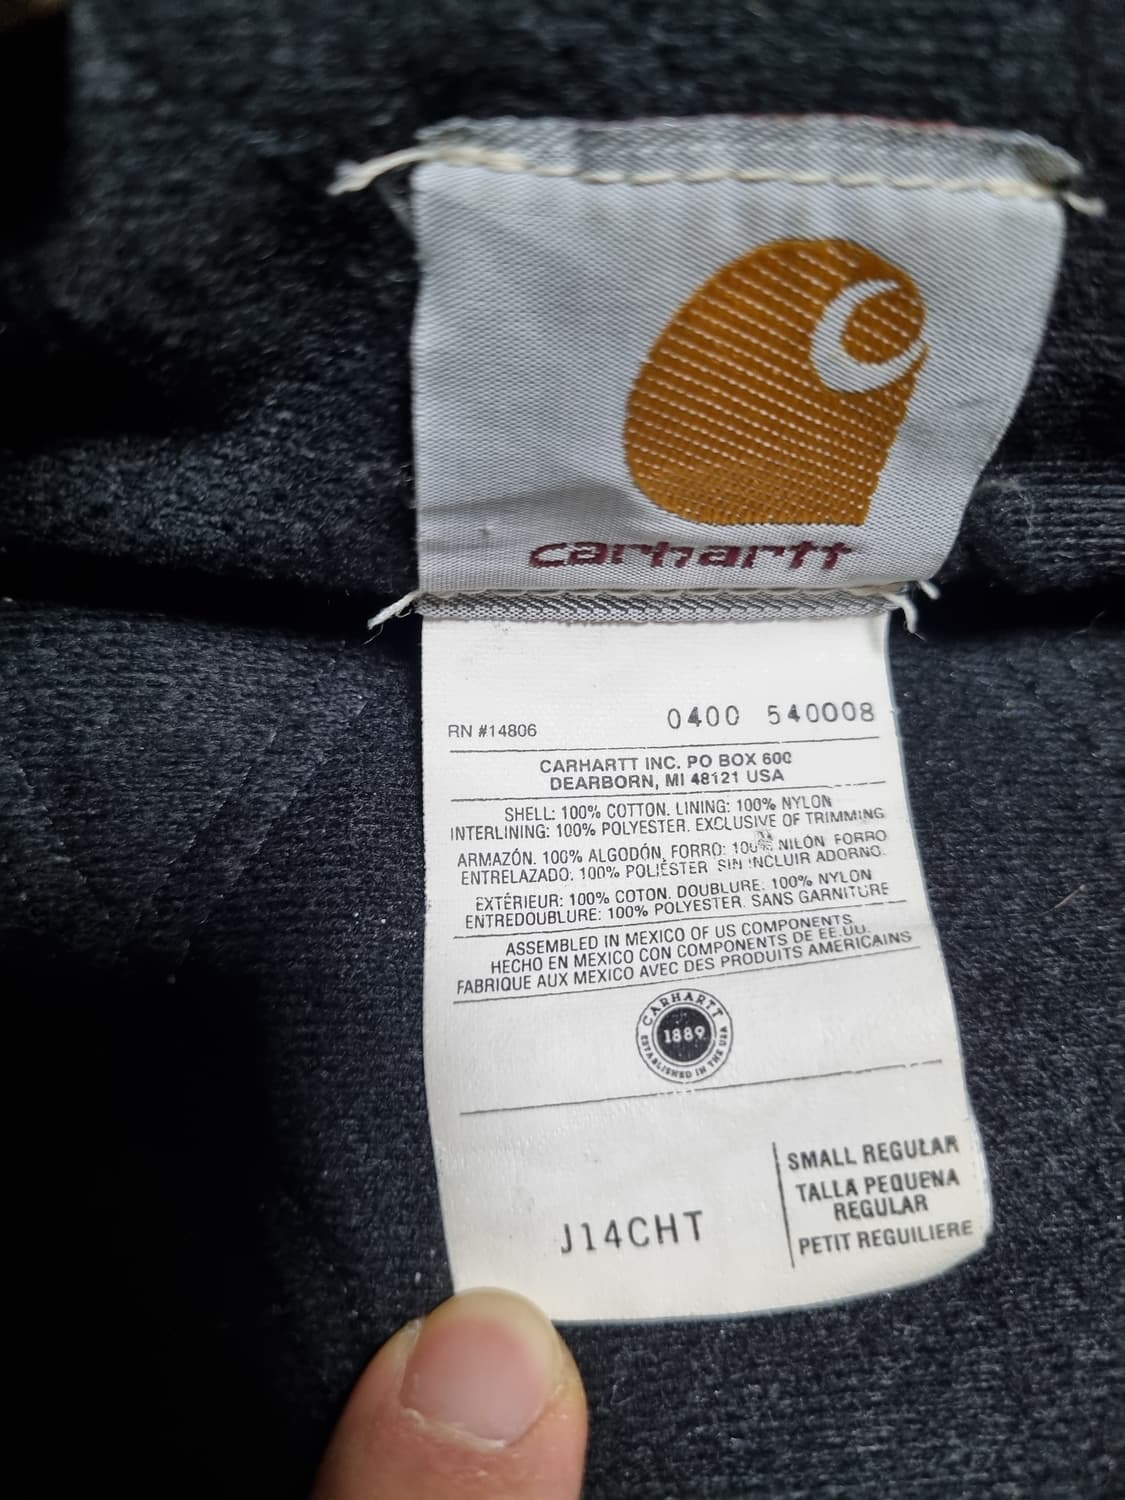 carhartt
RN #14806 0400 540008
CARHARTT INC. PO BOX 600
DEARBORN, MI 48121 USA
SHELL: 100% COTTON. LINING: 100% NYLON
INTERLINING: 100% POLYESTER. EXCLUSIVE OF TRIMMING
ARMAZÓN. 100% ALGODÓN, FORRO: 100% NILÓN FORRO
ENTRELAZADO: 100% POLIÉSTER SIN INCLUIR ADORNO.
EXTÉRIEUR: 100% COTON. DOUBLURE: 100% NYLON
ENTREDOUBLURE: 100% POLYESTER. SANS GARNITURE
ASSEMBLED IN MEXICO OF US COMPONENTS
HECHO EN MEXICO CON COMPONENTS DE EE.UU.
FABRIQUE AUX MEXICO AVEC DES PRODUITS AMERICAINS
CARHARTT
1889
ESTABLISHED IN THE USA
SMALL REGULAR
TALLA PEQUENA
REGULAR
PETIT REGUILIERE
J14CHT